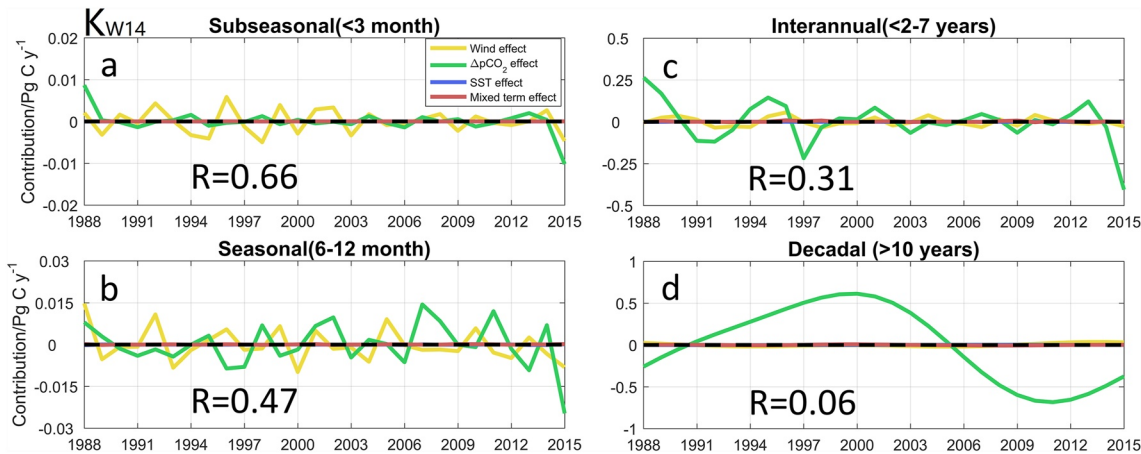 K_W14
Subseasonal(<3 month)
a
Wind effect
ΔpCO₂ effect
SST effect
Mixed term effect
Contribution/Pg C y⁻¹
0.02
0.01
0
-0.01
-0.02
R=0.66
1988 1991 1994 1997 2000 2003 2006 2009 2012 2015
Interannual(<2-7 years)
c
0.5
0.25
0
-0.25
-0.5
R=0.31
1988 1991 1994 1997 2000 2003 2006 2009 2012 2015
Seasonal(6-12 month)
b
Contribution/Pg C y⁻¹
0.03
0.015
0
-0.015
-0.03
R=0.47
1988 1991 1994 1997 2000 2003 2006 2009 2012 2015
Decadal (>10 years)
d
1
0.5
0
-0.5
-1
R=0.06
1988 1991 1994 1997 2000 2003 2006 2009 2012 2015